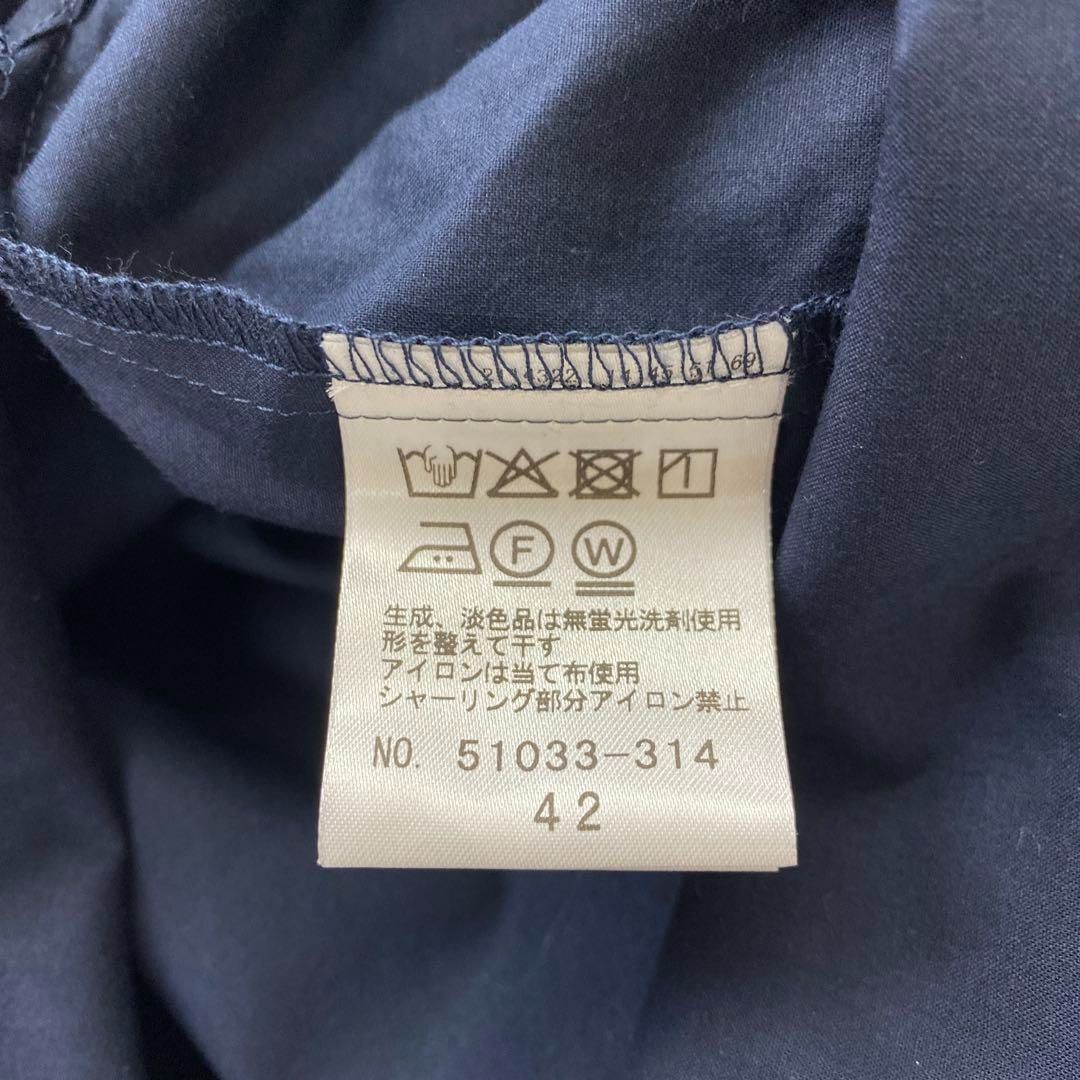 F W
生成、淡色品は無蛍光洗剤使用
形を整えて干す
アイロンは当て布使用
シャーリング部分アイロン禁止
NO. 51033-314
42